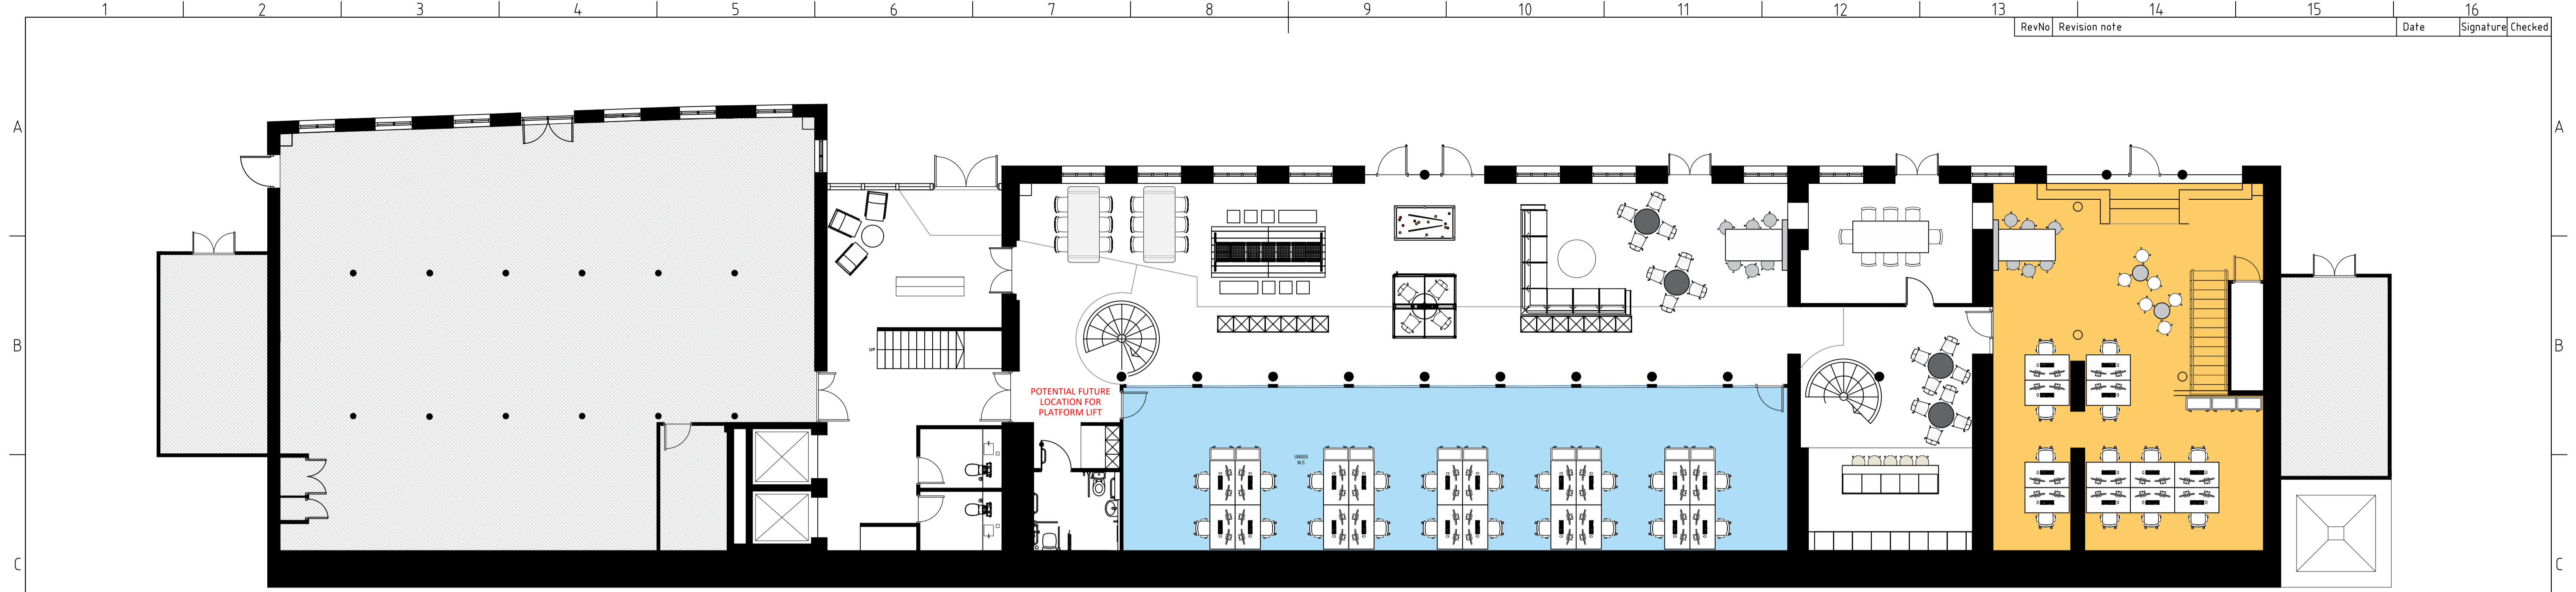 1 2 3 4 5 6 7 8 9 10 11 12 13 14 15 16
RevNo Revision note Date Signature Checked
A A
B B
UP
POTENTIAL FUTURE
LOCATION FOR
PLATFORM LIFT
UNISEX
W.C.
C C